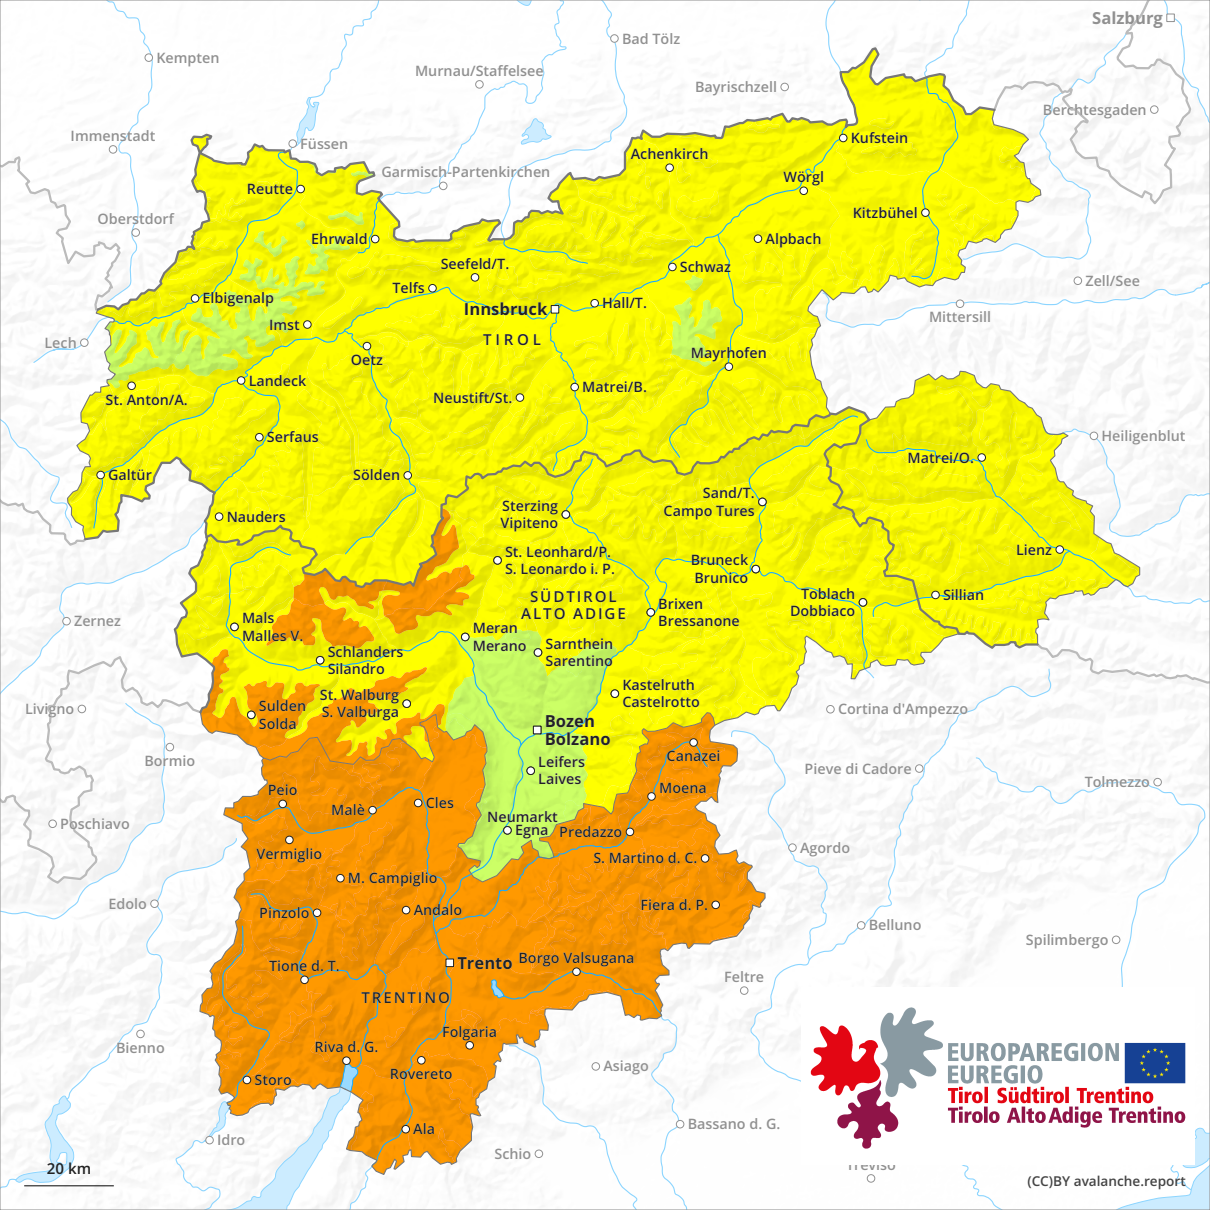 Salzburg
Bad Tölz
Kempten
Murnau/Staffelsee
Bayrischzell
Berchtesgaden
Immenstadt
Füssen
Kufstein
Achenkirch
Garmisch-Partenkirchen
Wörgl
Reutte
Oberstdorf
Kitzbühel
Ehrwald
Alpbach
Seefeld/T.
Schwaz
Zell/See
Telfs
Elbigenalp
Hall/T.
Innsbruck
Mittersill
Imst
TIROL
Lech
Mayrhofen
Oetz
Landeck
Matrei/B.
St. Anton/A.
Neustift/St.
Serfaus
Heiligenblut
Matrei/O.
Galtür
Sölden
Sand/T.
Campo Tures
Sterzing
Vipiteno
Nauders
Lienz
St. Leonhard/P.
S. Leonardo i. P.
Bruneck
Brunico
SÜDTIROL
ALTO ADIGE
Toblach
Dobbiaco
Sillian
Brixen
Bressanone
Zernez
Mals
Malles V.
Meran
Merano
Sarnthein
Sarentino
Schlanders
Silandro
Kastelruth
Castelrotto
St. Walburg
S. Valburga
Livigno
Sulden
Solda
Cortina d'Ampezzo
Bozen
Bolzano
Bormio
Canazei
Leifers
Laives
Pieve di Cadore
Tolmezzo
Peio
Moena
Malè
Cles
Neumarkt
Egna
Poschiavo
Predazzo
Vermiglio
Agordo
S. Martino d. C.
M. Campiglio
Edolo
Pinzolo
Andalo
Fiera d. P.
Belluno
Spilimbergo
Borgo Valsugana
Trento
Tione d. T.
Feltre
TRENTINO
Folgaria
Bienno
Riva d. G.
EUROPAREGION
EUREGIO
Asiago
Rovereto
Storo
Tirol Südtirol Trentino
Tirolo Alto Adige Trentino
Bassano d. G.
Ala
Idro
Schio
Treviso
20 km
(CC)BY avalanche.report